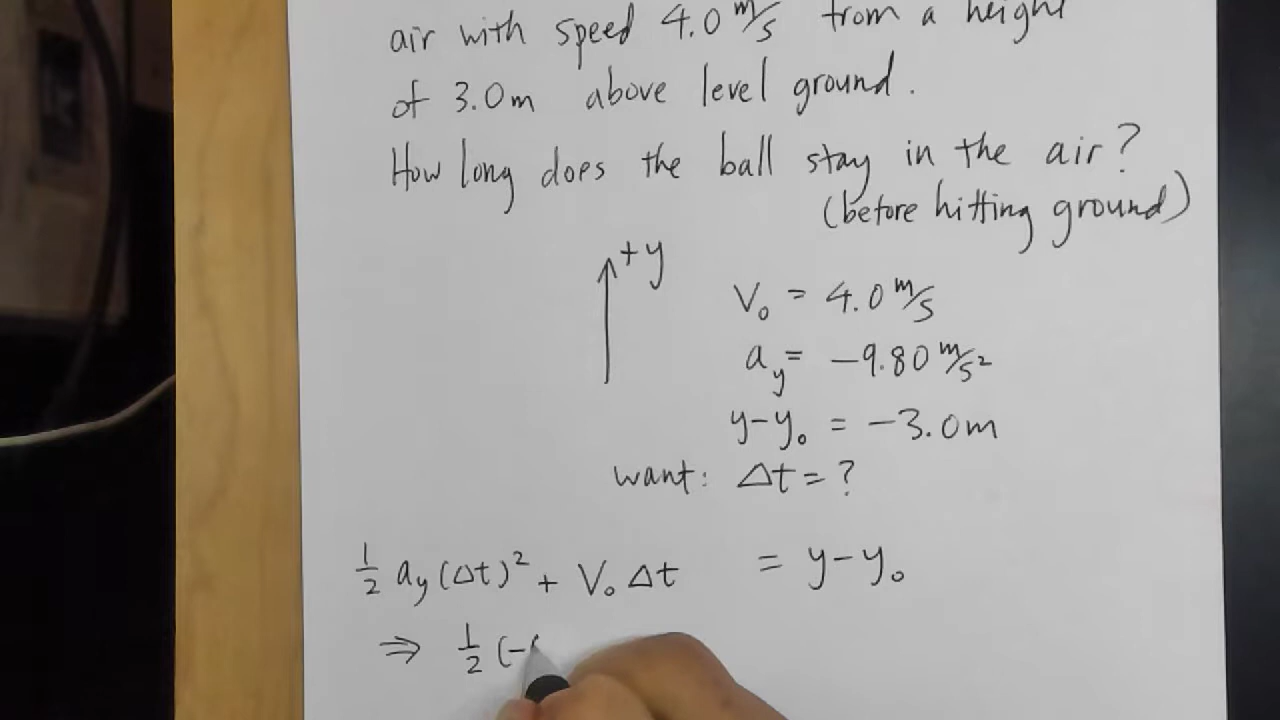 air with speed 4.0 m/s from a height
of 3.0m above level ground.
How long does the ball stay in the air?
(before hitting ground)
+y
V₀ = 4.0 m/s
a_y = -9.80 m/s²
y-y₀ = -3.0m
want: Δt = ?
½ a_y (Δt)² + V₀ Δt = y-y₀
⇒ ½ (-